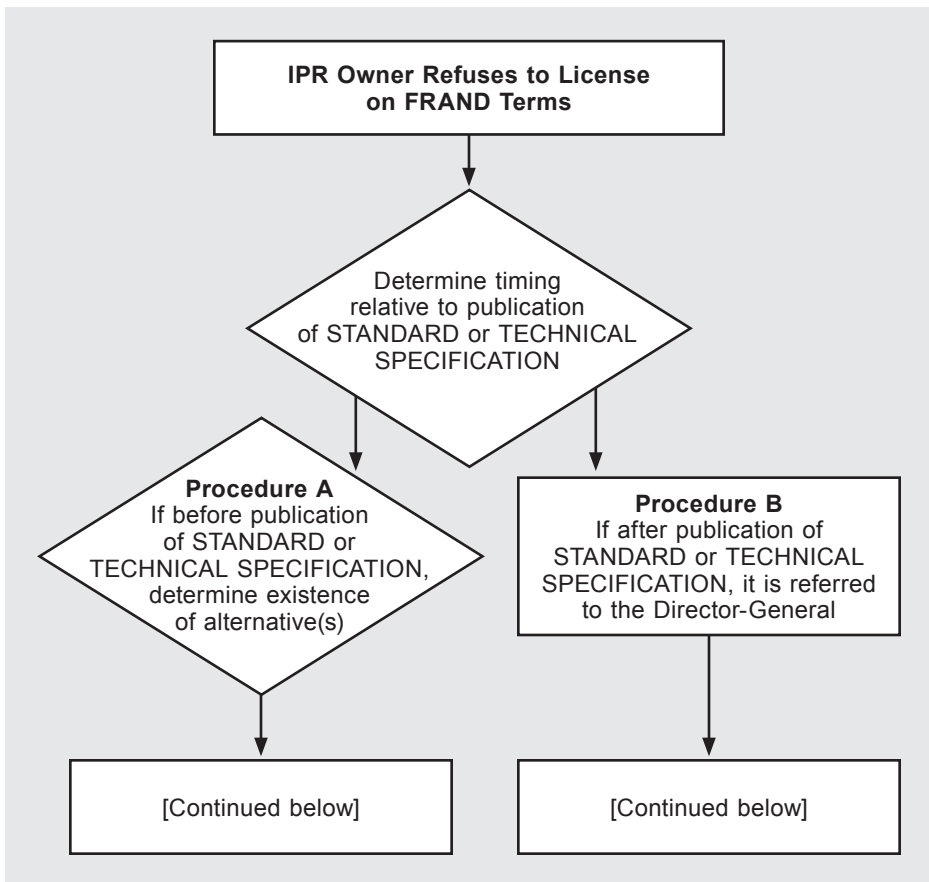 IPR Owner Refuses to License
on FRAND Terms
Determine timing
relative to publication
of STANDARD or TECHNICAL
SPECIFICATION
Procedure A
If before publication
of STANDARD or
TECHNICAL SPECIFICATION,
determine existence
of alternative(s)
Procedure B
If after publication of
STANDARD or TECHNICAL
SPECIFICATION, it is referred
to the Director-General
[Continued below]
[Continued below]